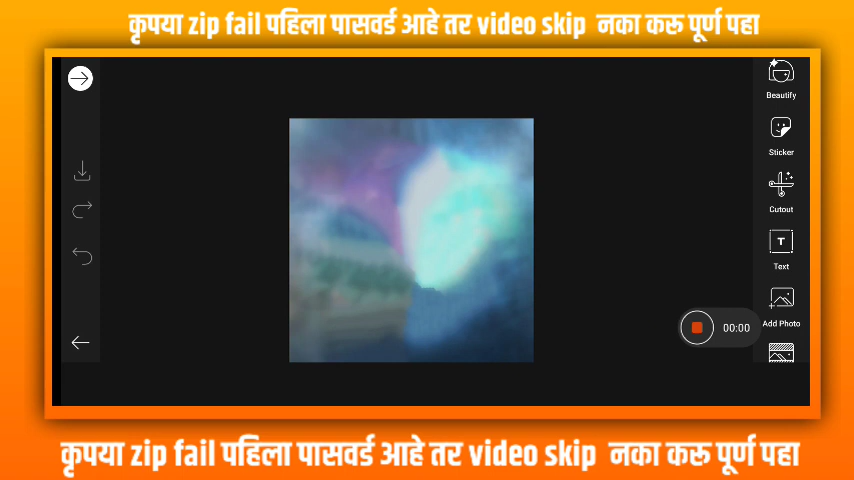 कृपया zip fail पहिला पासवर्ड आहे तर video skip नका करू पूर्ण पहा
Beautify
Sticker
Cutout
T
Text
00:00
Add Photo
कृपया zip fail पहिला पासवर्ड आहे तर video skip नका करू पूर्ण पहा